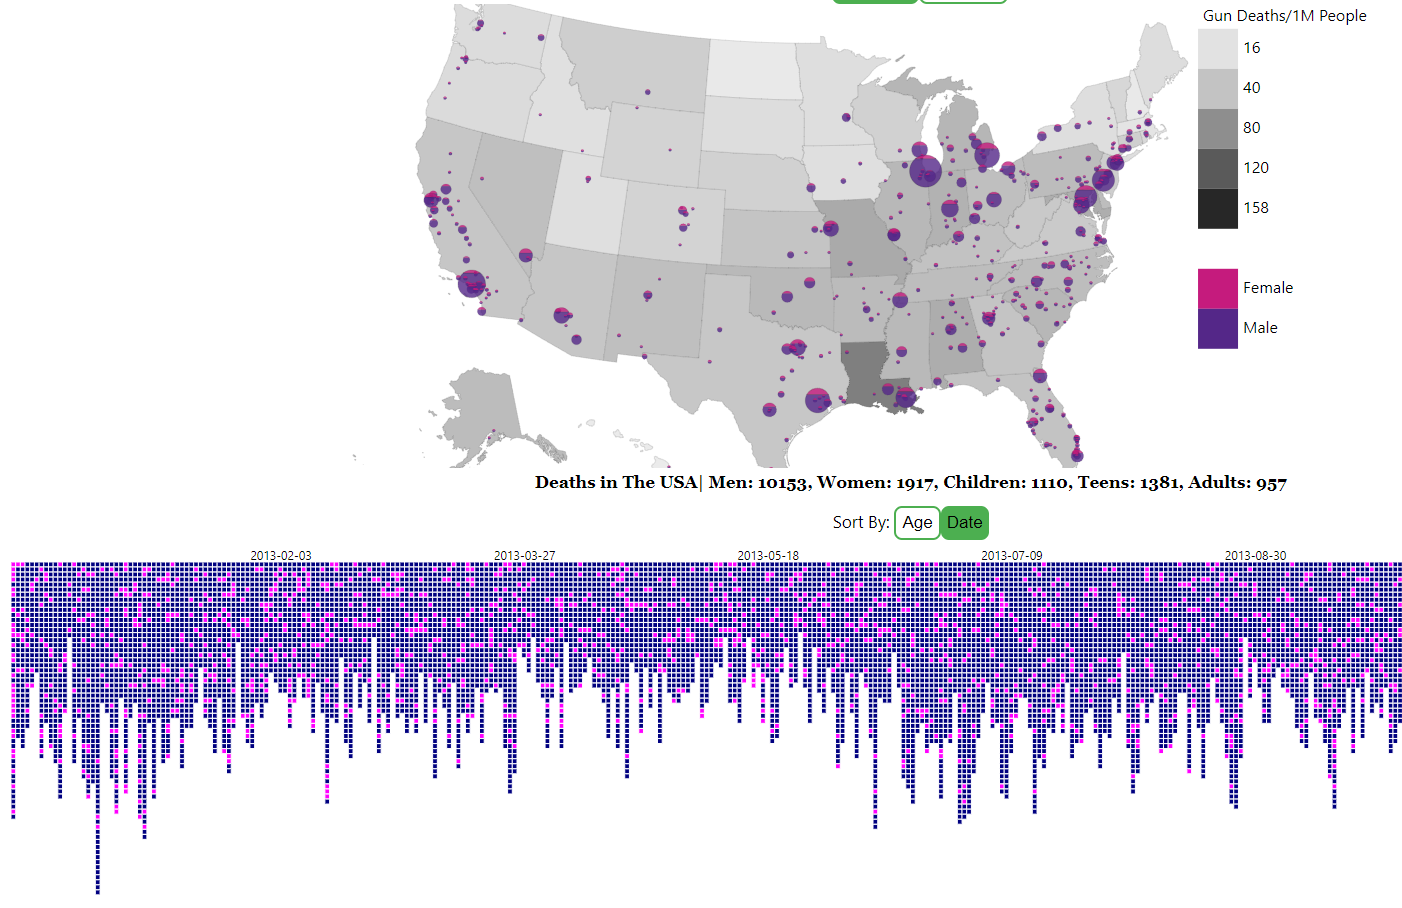 Gun Deaths/1M People
16
40
80
120
158
Female
Male
Deaths in The USA| Men: 10153, Women: 1917, Children: 1110, Teens: 1381, Adults: 957
Sort By: Age Date
2013-02-03 2013-03-27 2013-05-18 2013-07-09 2013-08-30